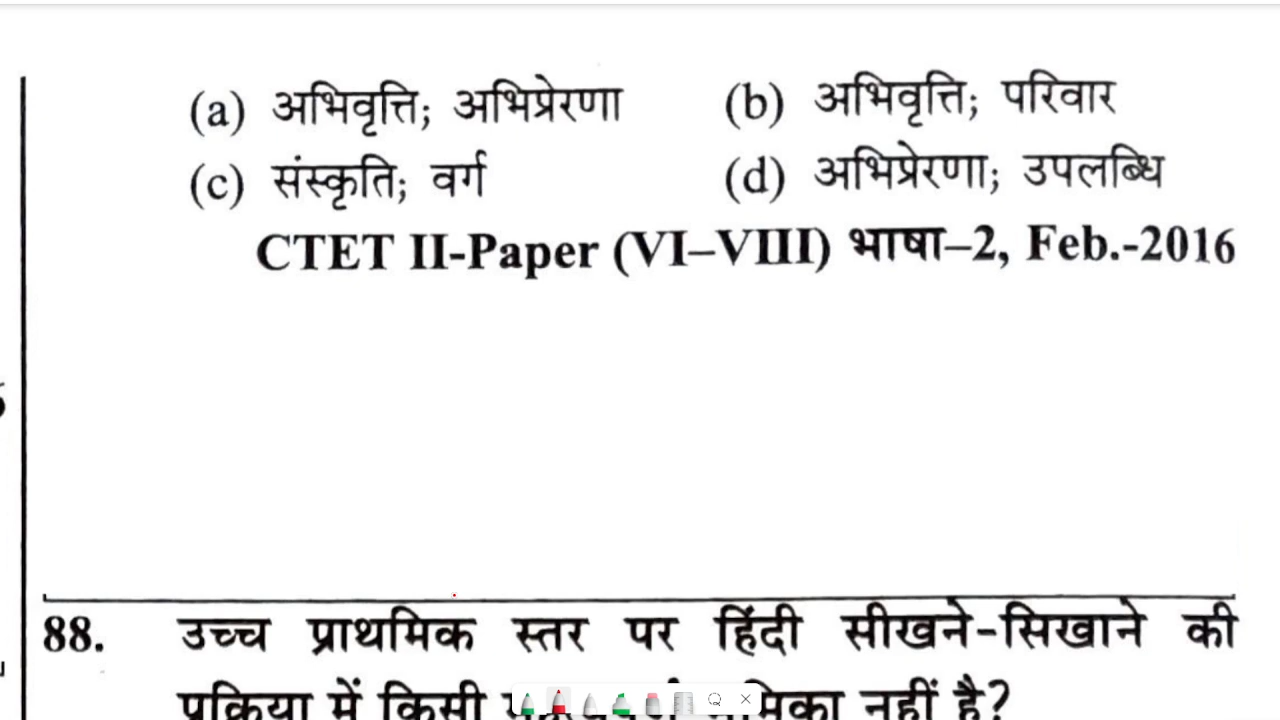 (a) अभिवृत्ति; अभिप्रेरणा (b) अभिवृत्ति; परिवार
(c) संस्कृति; वर्ग (d) अभिप्रेरणा; उपलब्धि
CTET II-Paper (VI–VIII) भाषा–2, Feb.-2016
88. उच्च प्राथमिक स्तर पर हिंदी सीखने-सिखाने की
प्रक्रिया में किसी नहीं है?